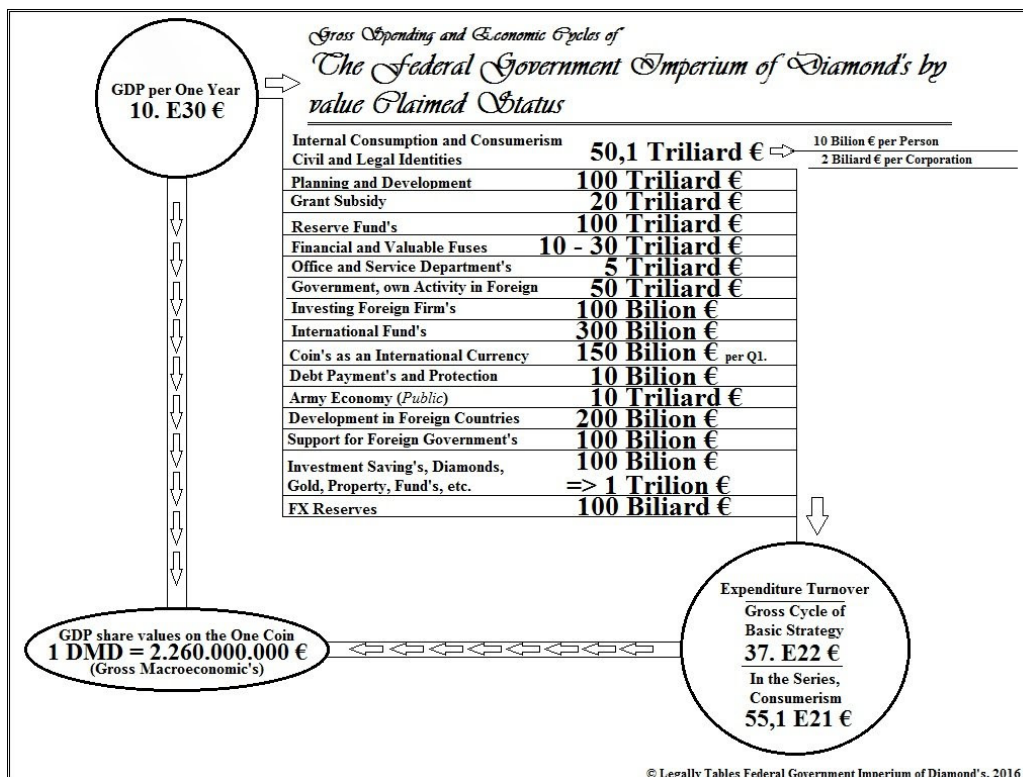 Gross Spending and Economic Cycles of
The Federal Government Imperium of Diamond's by
value Claimed Status
GDP per One Year
10. E30 €
Internal Consumption and Consumerism
Civil and Legal Identities
50,1 Triliard €
10 Bilion € per Person
2 Biliard € per Corporation
Planning and Development 100 Triliard €
Grant Subsidy 20 Triliard €
Reserve Fund's 100 Triliard €
Financial and Valuable Fuses 10 - 30 Triliard €
Office and Service Department's 5 Triliard €
Government, own Activity in Foreign 50 Triliard €
Investing Foreign Firm's 100 Bilion €
International Fund's 300 Bilion €
Coin's as an International Currency 150 Bilion € per Q1.
Debt Payment's and Protection 10 Bilion €
Army Economy (Public) 10 Triliard €
Development in Foreign Countries 200 Bilion €
Support for Foreign Government's 100 Bilion €
Investment Saving's, Diamonds, 100 Bilion €
Gold, Property, Fund's, etc. => 1 Trilion €
FX Reserves 100 Biliard €
Expenditure Turnover
Gross Cycle of
Basic Strategy
37. E22 €
In the Series,
Consumerism
55,1 E21 €
GDP share values on the One Coin
1 DMD = 2.260.000.000 €
(Gross Macroeconomic's)
© Legally Tables Federal Government Imperium of Diamond's, 2016